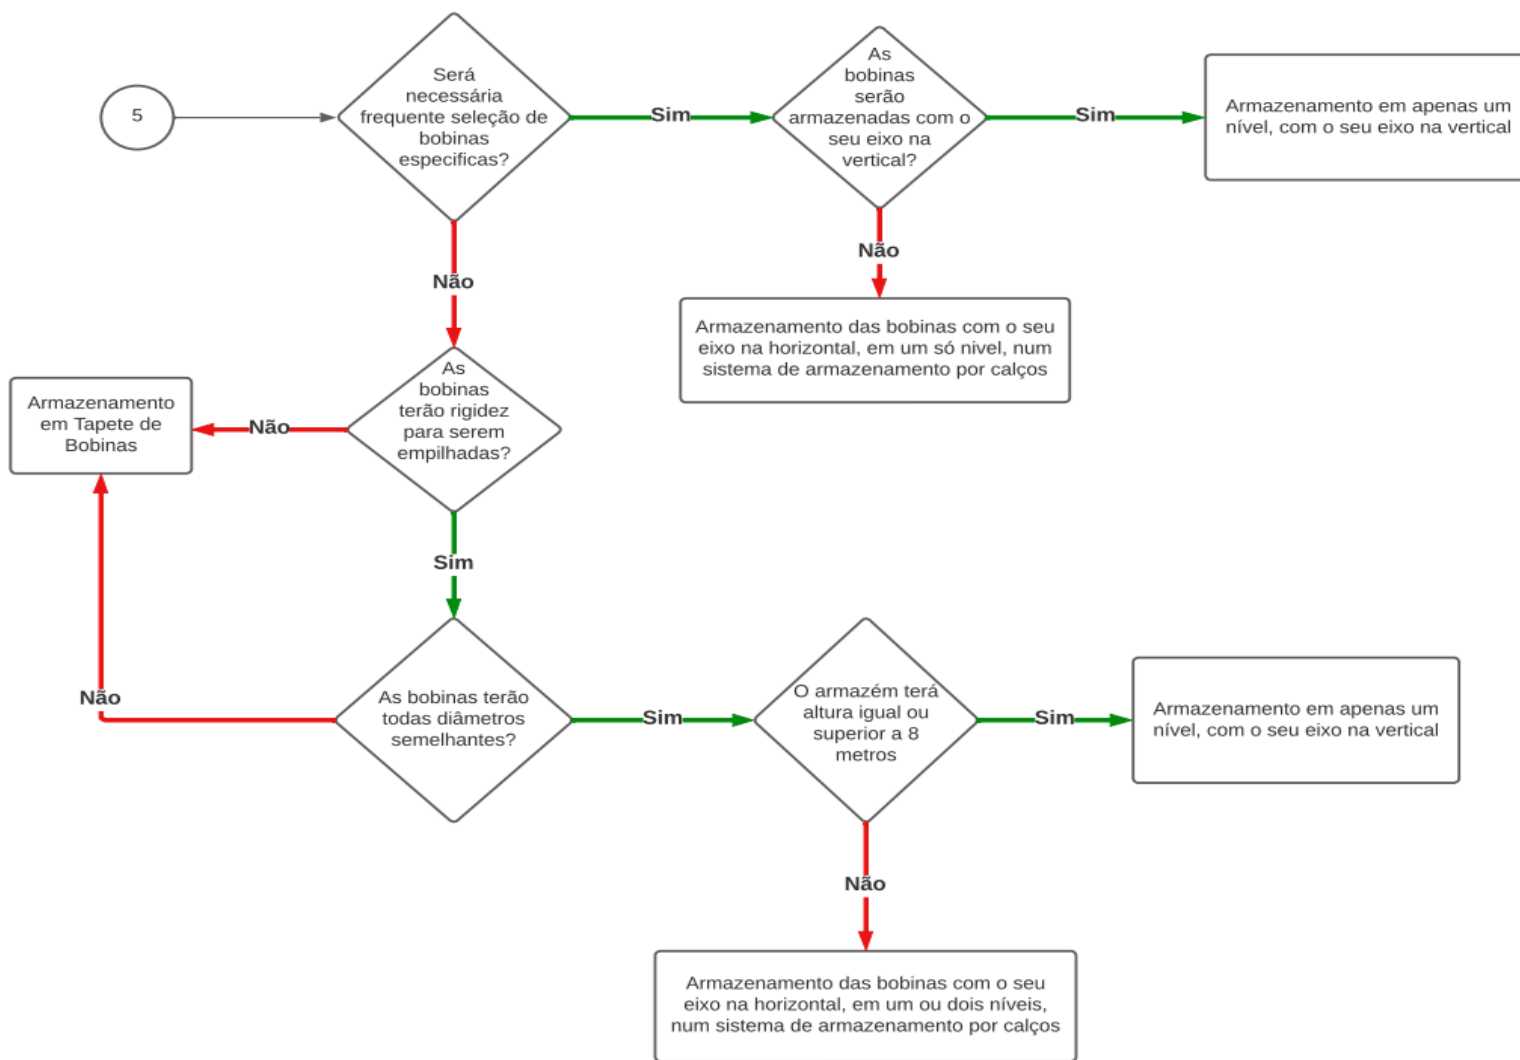 5
Será
necessária
frequente seleção de
bobinas
especificas?
Sim
As
bobinas
serão
armazenadas com o
seu eixo na
vertical?
Sim
Armazenamento em apenas um
nível, com o seu eixo na vertical
Não
Não
Armazenamento das bobinas com o seu
eixo na horizontal, em um só nivel, num
sistema de armazenamento por calços
As
bobinas
terão rigidez
para serem
empilhadas?
Não
Armazenamento
em Tapete de
Bobinas
Sim
As bobinas terão
todas diâmetros
semelhantes?
Não
Sim
O armazém terá
altura igual ou
superior a 8
metros
Sim
Armazenamento em apenas um
nível, com o seu eixo na vertical
Não
Armazenamento das bobinas com o seu
eixo na horizontal, em um ou dois níveis,
num sistema de armazenamento por calços